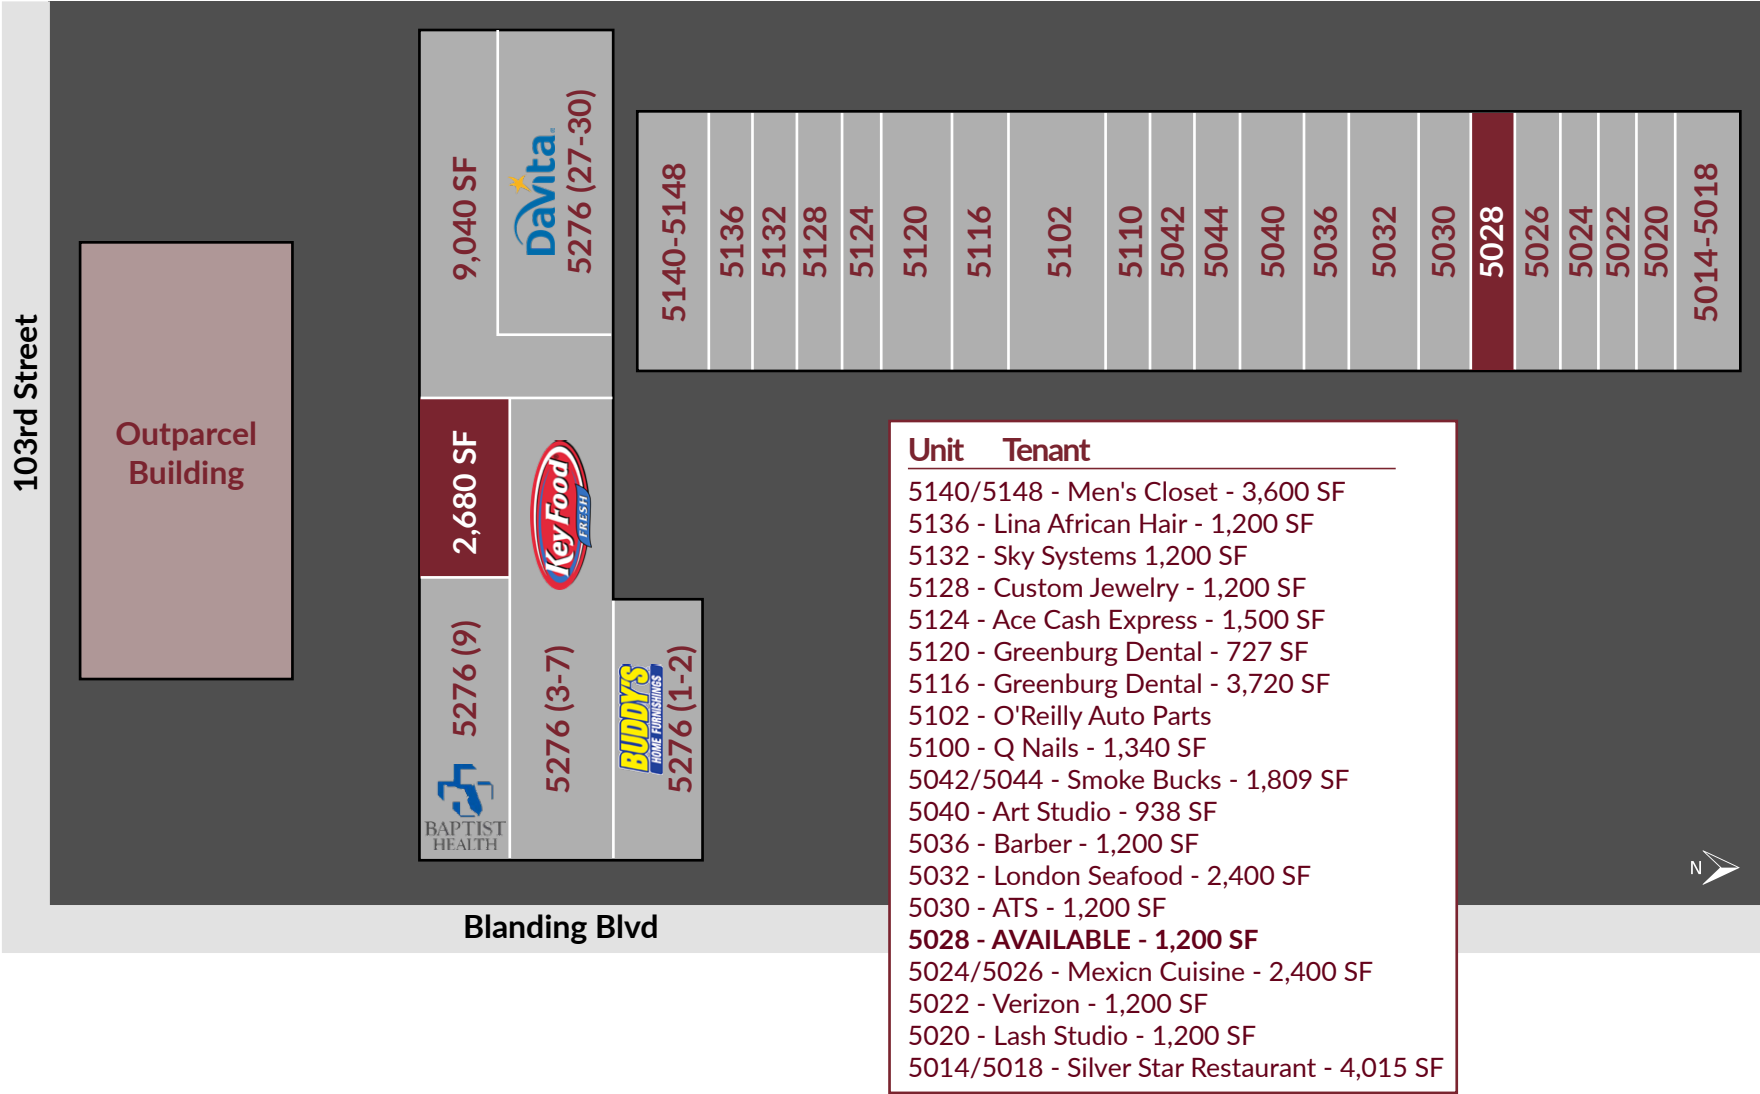 103rd Street
Outparcel
Building
9,040 SF
DaVita.
5276 (27-30)
2,680 SF
KeyFood
FRESH
5276 (9)
BAPTIST
HEALTH
5276 (3-7)
BUDDY'S
HOME FURNISHINGS
5276 (1-2)
Blanding Blvd
5140-5148
5136
5132
5128
5124
5120
5116
5102
5110
5042
5044
5040
5036
5032
5030
5028
5026
5024
5022
5020
5014-5018
Unit Tenant
5140/5148 - Men's Closet - 3,600 SF
5136 - Lina African Hair - 1,200 SF
5132 - Sky Systems 1,200 SF
5128 - Custom Jewelry - 1,200 SF
5124 - Ace Cash Express - 1,500 SF
5120 - Greenburg Dental - 727 SF
5116 - Greenburg Dental - 3,720 SF
5102 - O'Reilly Auto Parts
5100 - Q Nails - 1,340 SF
5042/5044 - Smoke Bucks - 1,809 SF
5040 - Art Studio - 938 SF
5036 - Barber - 1,200 SF
5032 - London Seafood - 2,400 SF
5030 - ATS - 1,200 SF
5028 - AVAILABLE - 1,200 SF
5024/5026 - Mexicn Cuisine - 2,400 SF
5022 - Verizon - 1,200 SF
5020 - Lash Studio - 1,200 SF
5014/5018 - Silver Star Restaurant - 4,015 SF
N